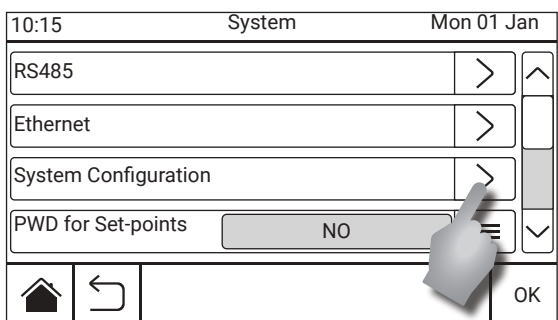 10:15 System Mon 01 Jan
RS485
Ethernet
System Configuration
PWD for Set-points NO
OK